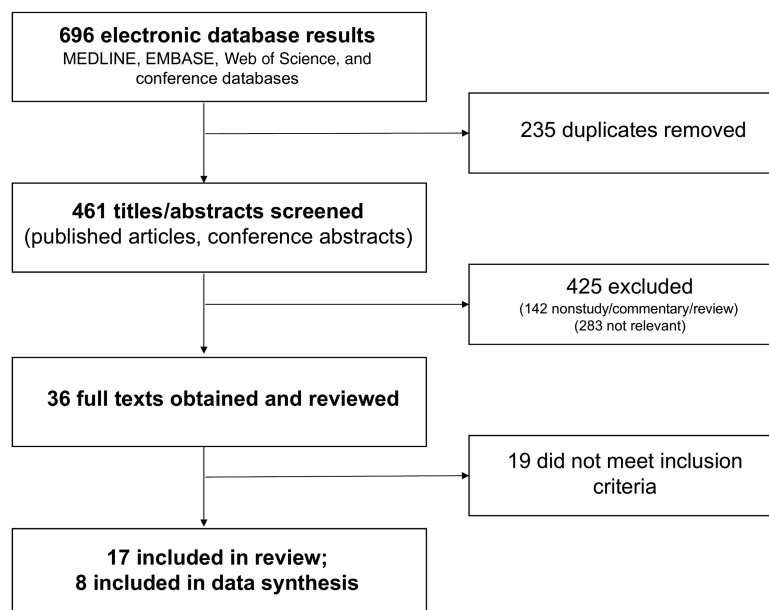 696 electronic database results
MEDLINE, EMBASE, Web of Science, and
conference databases
235 duplicates removed
461 titles/abstracts screened
(published articles, conference abstracts)
425 excluded
(142 nonstudy/commentary/review)
(283 not relevant)
36 full texts obtained and reviewed
19 did not meet inclusion
criteria
17 included in review;
8 included in data synthesis